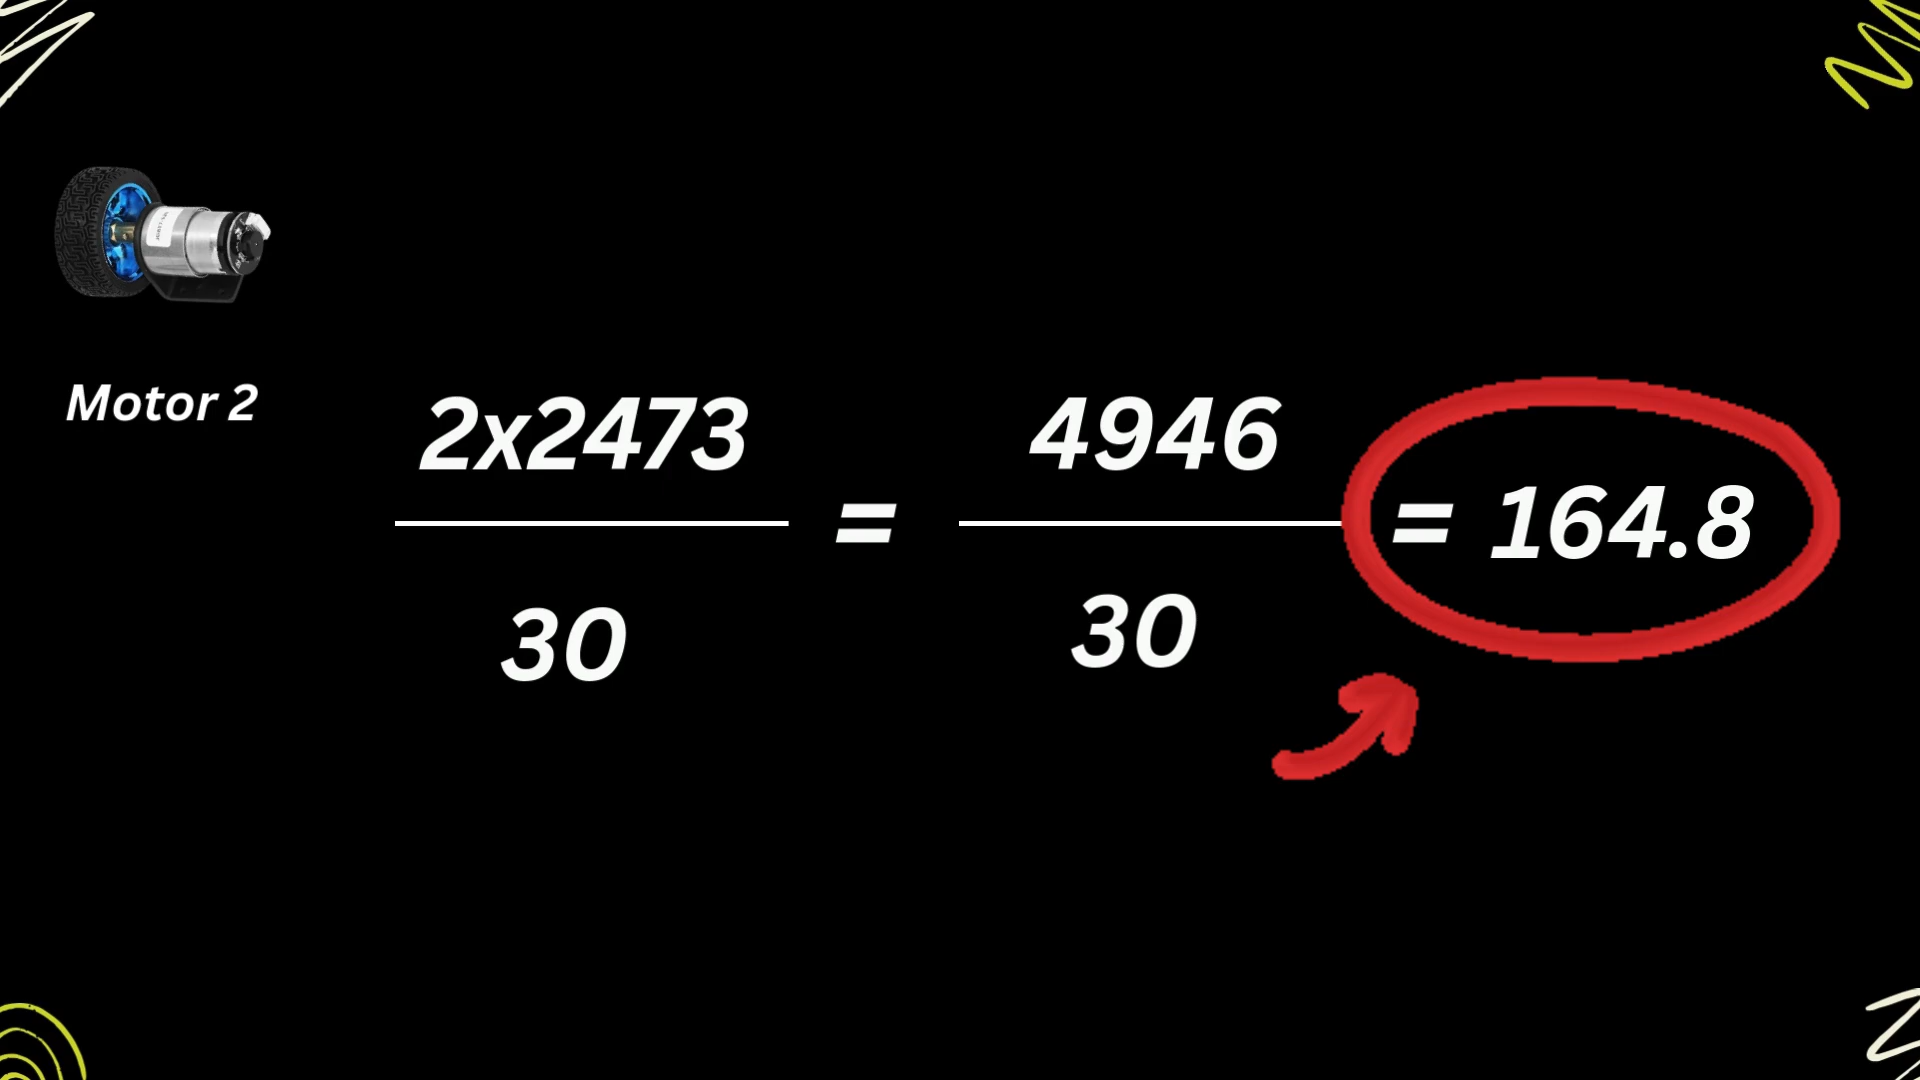 Motor 2
2x2473
30
=
4946
30
= 164.8